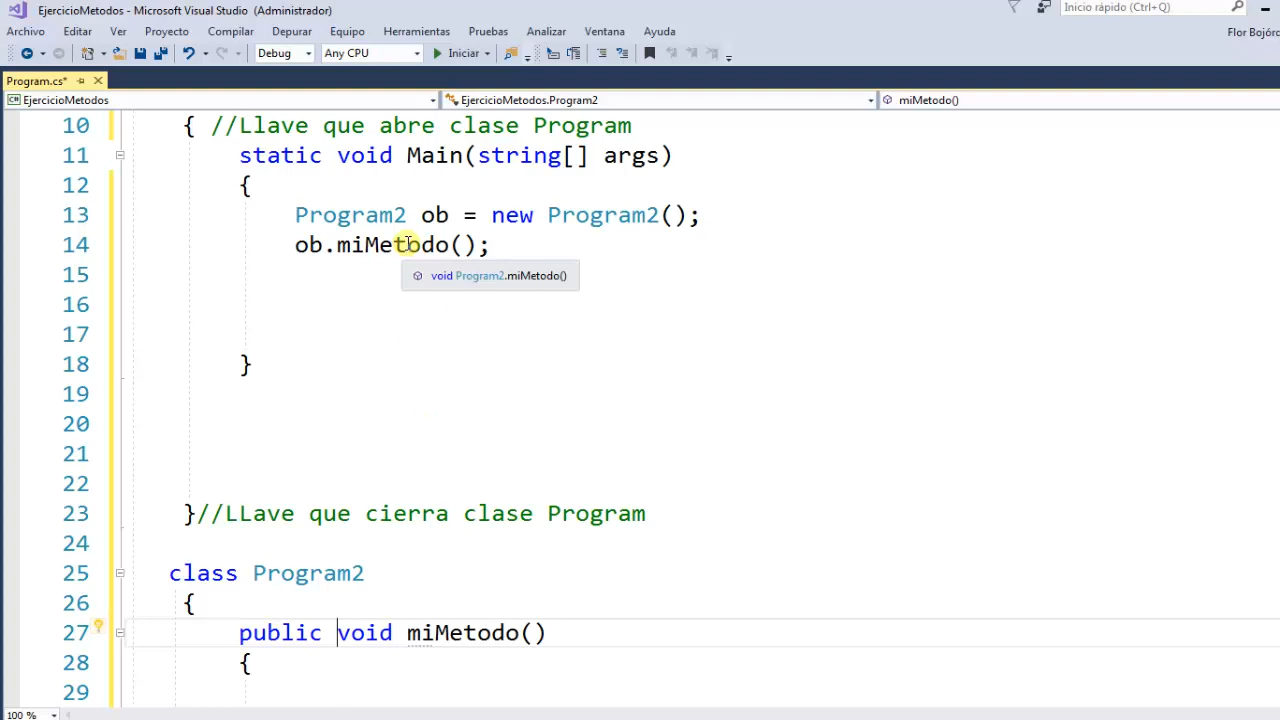 EjercicioMetodos - Microsoft Visual Studio (Administrador)
Inicio rápido (Ctrl+Q)
Archivo Editar Ver Proyecto Compilar Depurar Equipo Herramientas Pruebas Analizar Ventana Ayuda
Flor Bojórq
Debug Any CPU Iniciar
Program.cs*
EjercicioMetodos EjercicioMetodos.Program2 miMetodo()
10 { //Llave que abre clase Program
11 static void Main(string[] args)
12 {
13 Program2 ob = new Program2();
14 ob.miMetodo();
15 void Program2.miMetodo()
16
17
18 }
19
20
21
22
23 }//LLave que cierra clase Program
24
25 class Program2
26 {
27 public void miMetodo()
28 {
29
100 %